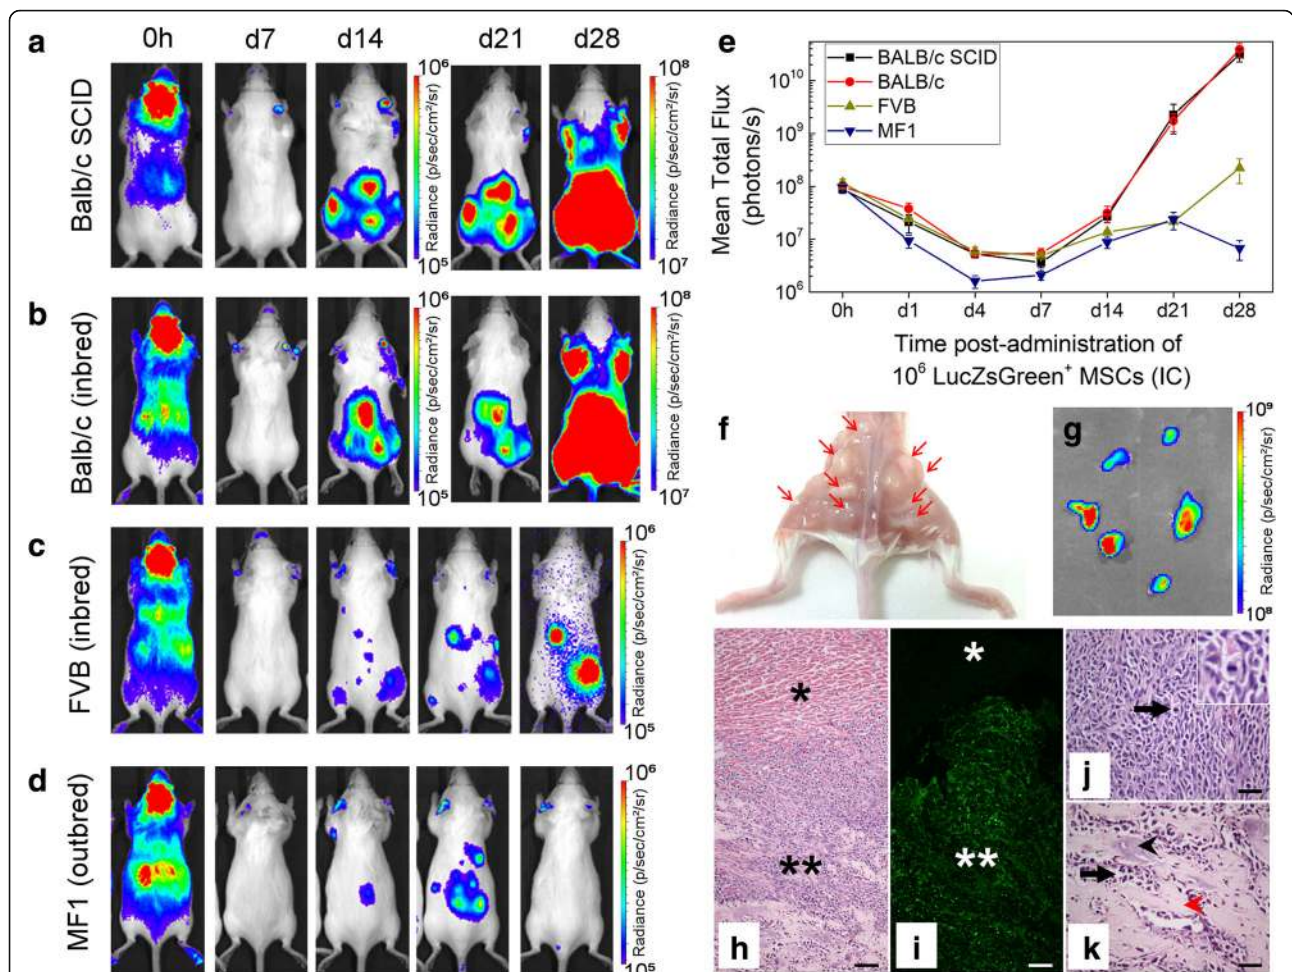 a
0h d7 d14 d21 d28
Balb/c SCID
10⁶
Radiance (p/sec/cm²/sr)
10⁵
10⁸
Radiance (p/sec/cm²/sr)
10⁷
b
Balb/c (inbred)
10⁶
Radiance (p/sec/cm²/sr)
10⁵
10⁸
Radiance (p/sec/cm²/sr)
10⁷
c
FVB (inbred)
10⁶
Radiance (p/sec/cm²/sr)
10⁵
d
MF1 (outbred)
10⁶
Radiance (p/sec/cm²/sr)
10⁵
e
BALB/c SCID
BALB/c
FVB
MF1
Mean Total Flux
(photons/s)
10¹⁰
10⁹
10⁸
10⁷
10⁶
0h d1 d4 d7 d14 d21 d28
Time post-administration of
10⁶ LucZsGreen⁺ MSCs (IC)
f
g
10⁹
Radiance (p/sec/cm²/sr)
10⁸
*
**
h
*
**
i
j
k